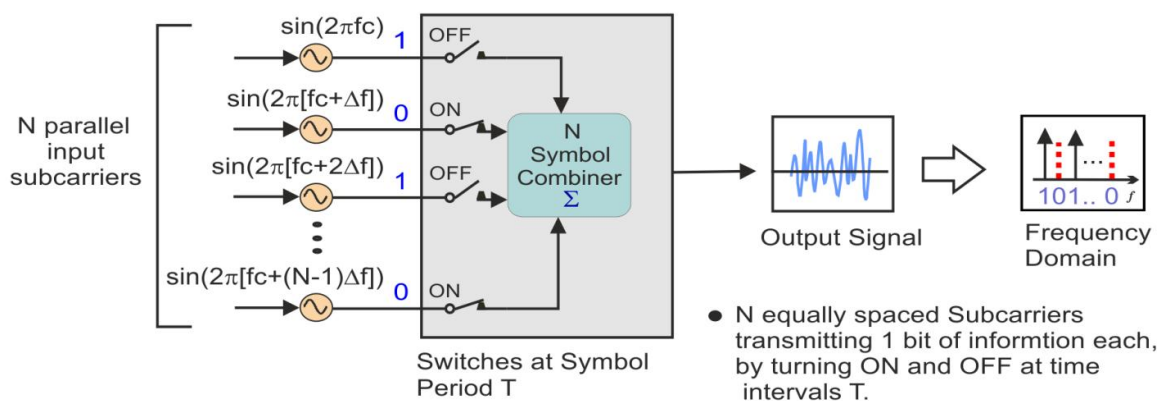 N parallel
input
subcarriers
sin(2πfc)
1
OFF
sin(2π[fc+Δf])
0
ON
sin(2π[fc+2Δf])
1
OFF
sin(2π[fc+(N-1)Δf])
0
ON
N
Symbol
Combiner
Σ
Switches at Symbol
Period T
Output Signal
...
101.. 0 f
Frequency
Domain
● N equally spaced Subcarriers
transmitting 1 bit of informtion each,
by turning ON and OFF at time
intervals T.